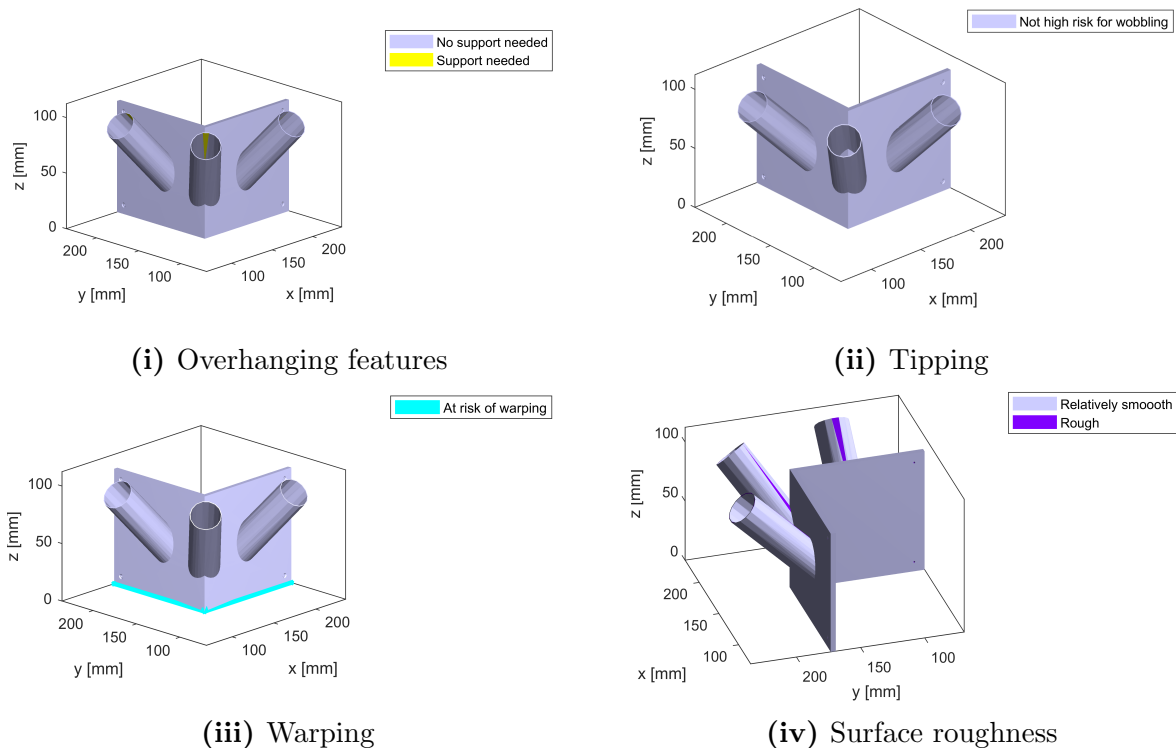 No support needed
Support needed
100
50
0
z [mm]
200
150
100
y [mm]
100
150
200
x [mm]
(i) Overhanging features
Not high risk for wobbling
100
50
0
z [mm]
200
150
100
y [mm]
100
150
200
x [mm]
(ii) Tipping
At risk of warping
100
50
0
z [mm]
200
150
100
y [mm]
100
150
200
x [mm]
(iii) Warping
Relatively smooth
Rough
100
50
0
z [mm]
200
150
100
x [mm]
200
150
100
y [mm]
(iv) Surface roughness